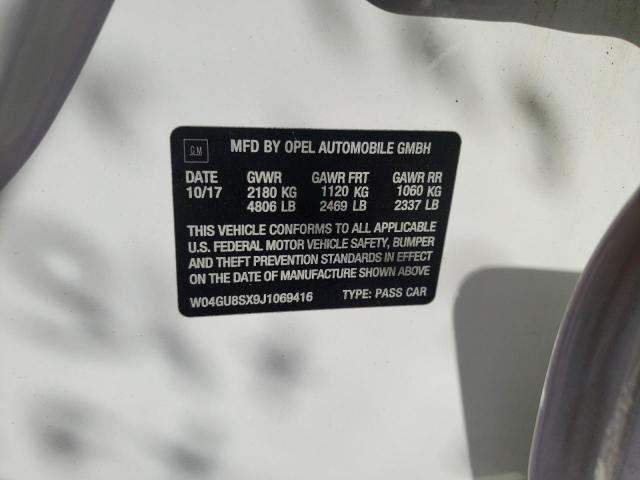 GM MFD BY OPEL AUTOMOBILE GMBH
DATE GVWR GAWR FRT GAWR RR
10/17 2180 KG 1120 KG 1060 KG
4806 LB 2469 LB 2337 LB
THIS VEHICLE CONFORMS TO ALL APPLICABLE
U.S. FEDERAL MOTOR VEHICLE SAFETY, BUMPER
AND THEFT PREVENTION STANDARDS IN EFFECT
ON THE DATE OF MANUFACTURE SHOWN ABOVE
W04GU8SX9J1069416 TYPE: PASS CAR